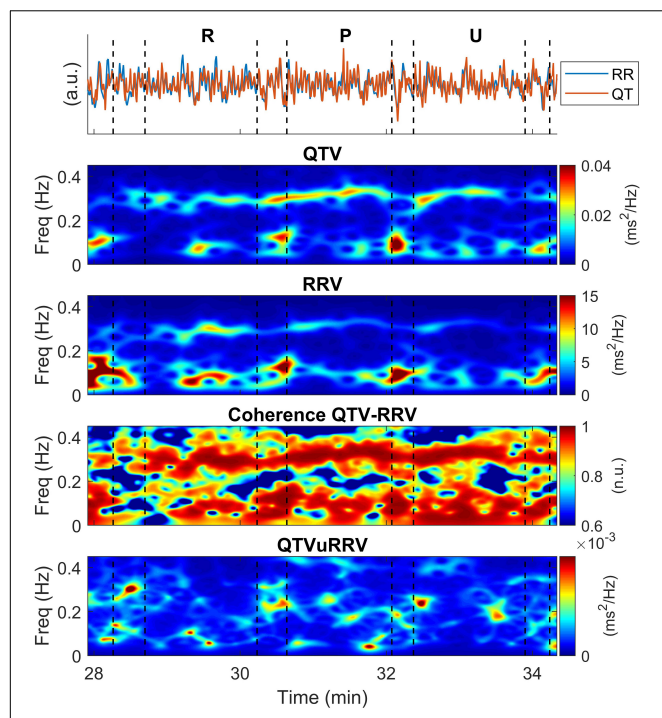 R P U
(a.u.)
RR
QT
QTV
Freq (Hz)
0.4
0.2
0
0.04
0.02
0
(ms²/Hz)
RRV
Freq (Hz)
0.4
0.2
0
15
10
5
0
(ms²/Hz)
Coherence QTV-RRV
Freq (Hz)
0.4
0.2
0
1
0.8
0.6
(n.u.)
QTVuRRV
×10⁻³
Freq (Hz)
0.4
0.2
0
(ms²/Hz)
28 30 32 34
Time (min)